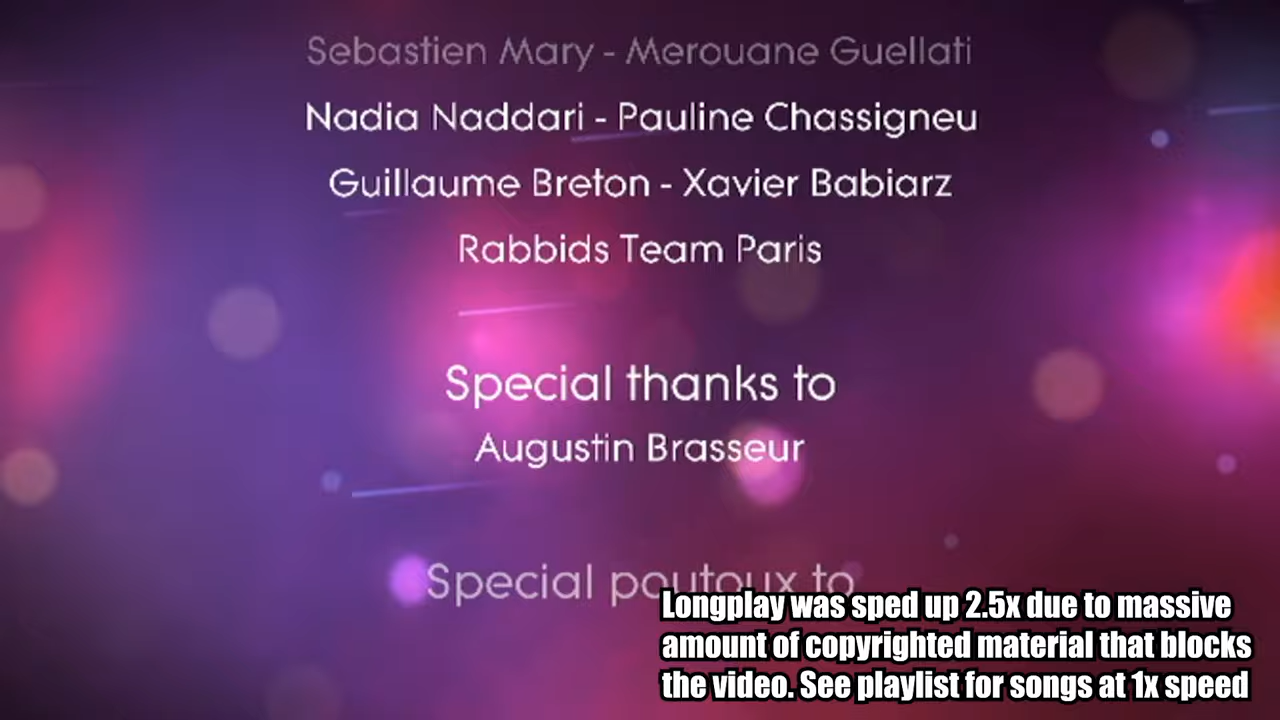 Sebastien Mary - Merouane Guellati
Nadia Naddari - Pauline Chassigneu
Guillaume Breton - Xavier Babiarz
Rabbids Team Paris
Special thanks to
Augustin Brasseur
Special poutoux to
Longplay was sped up 2.5x due to massive
amount of copyrighted material that blocks
the video. See playlist for songs at 1x speed